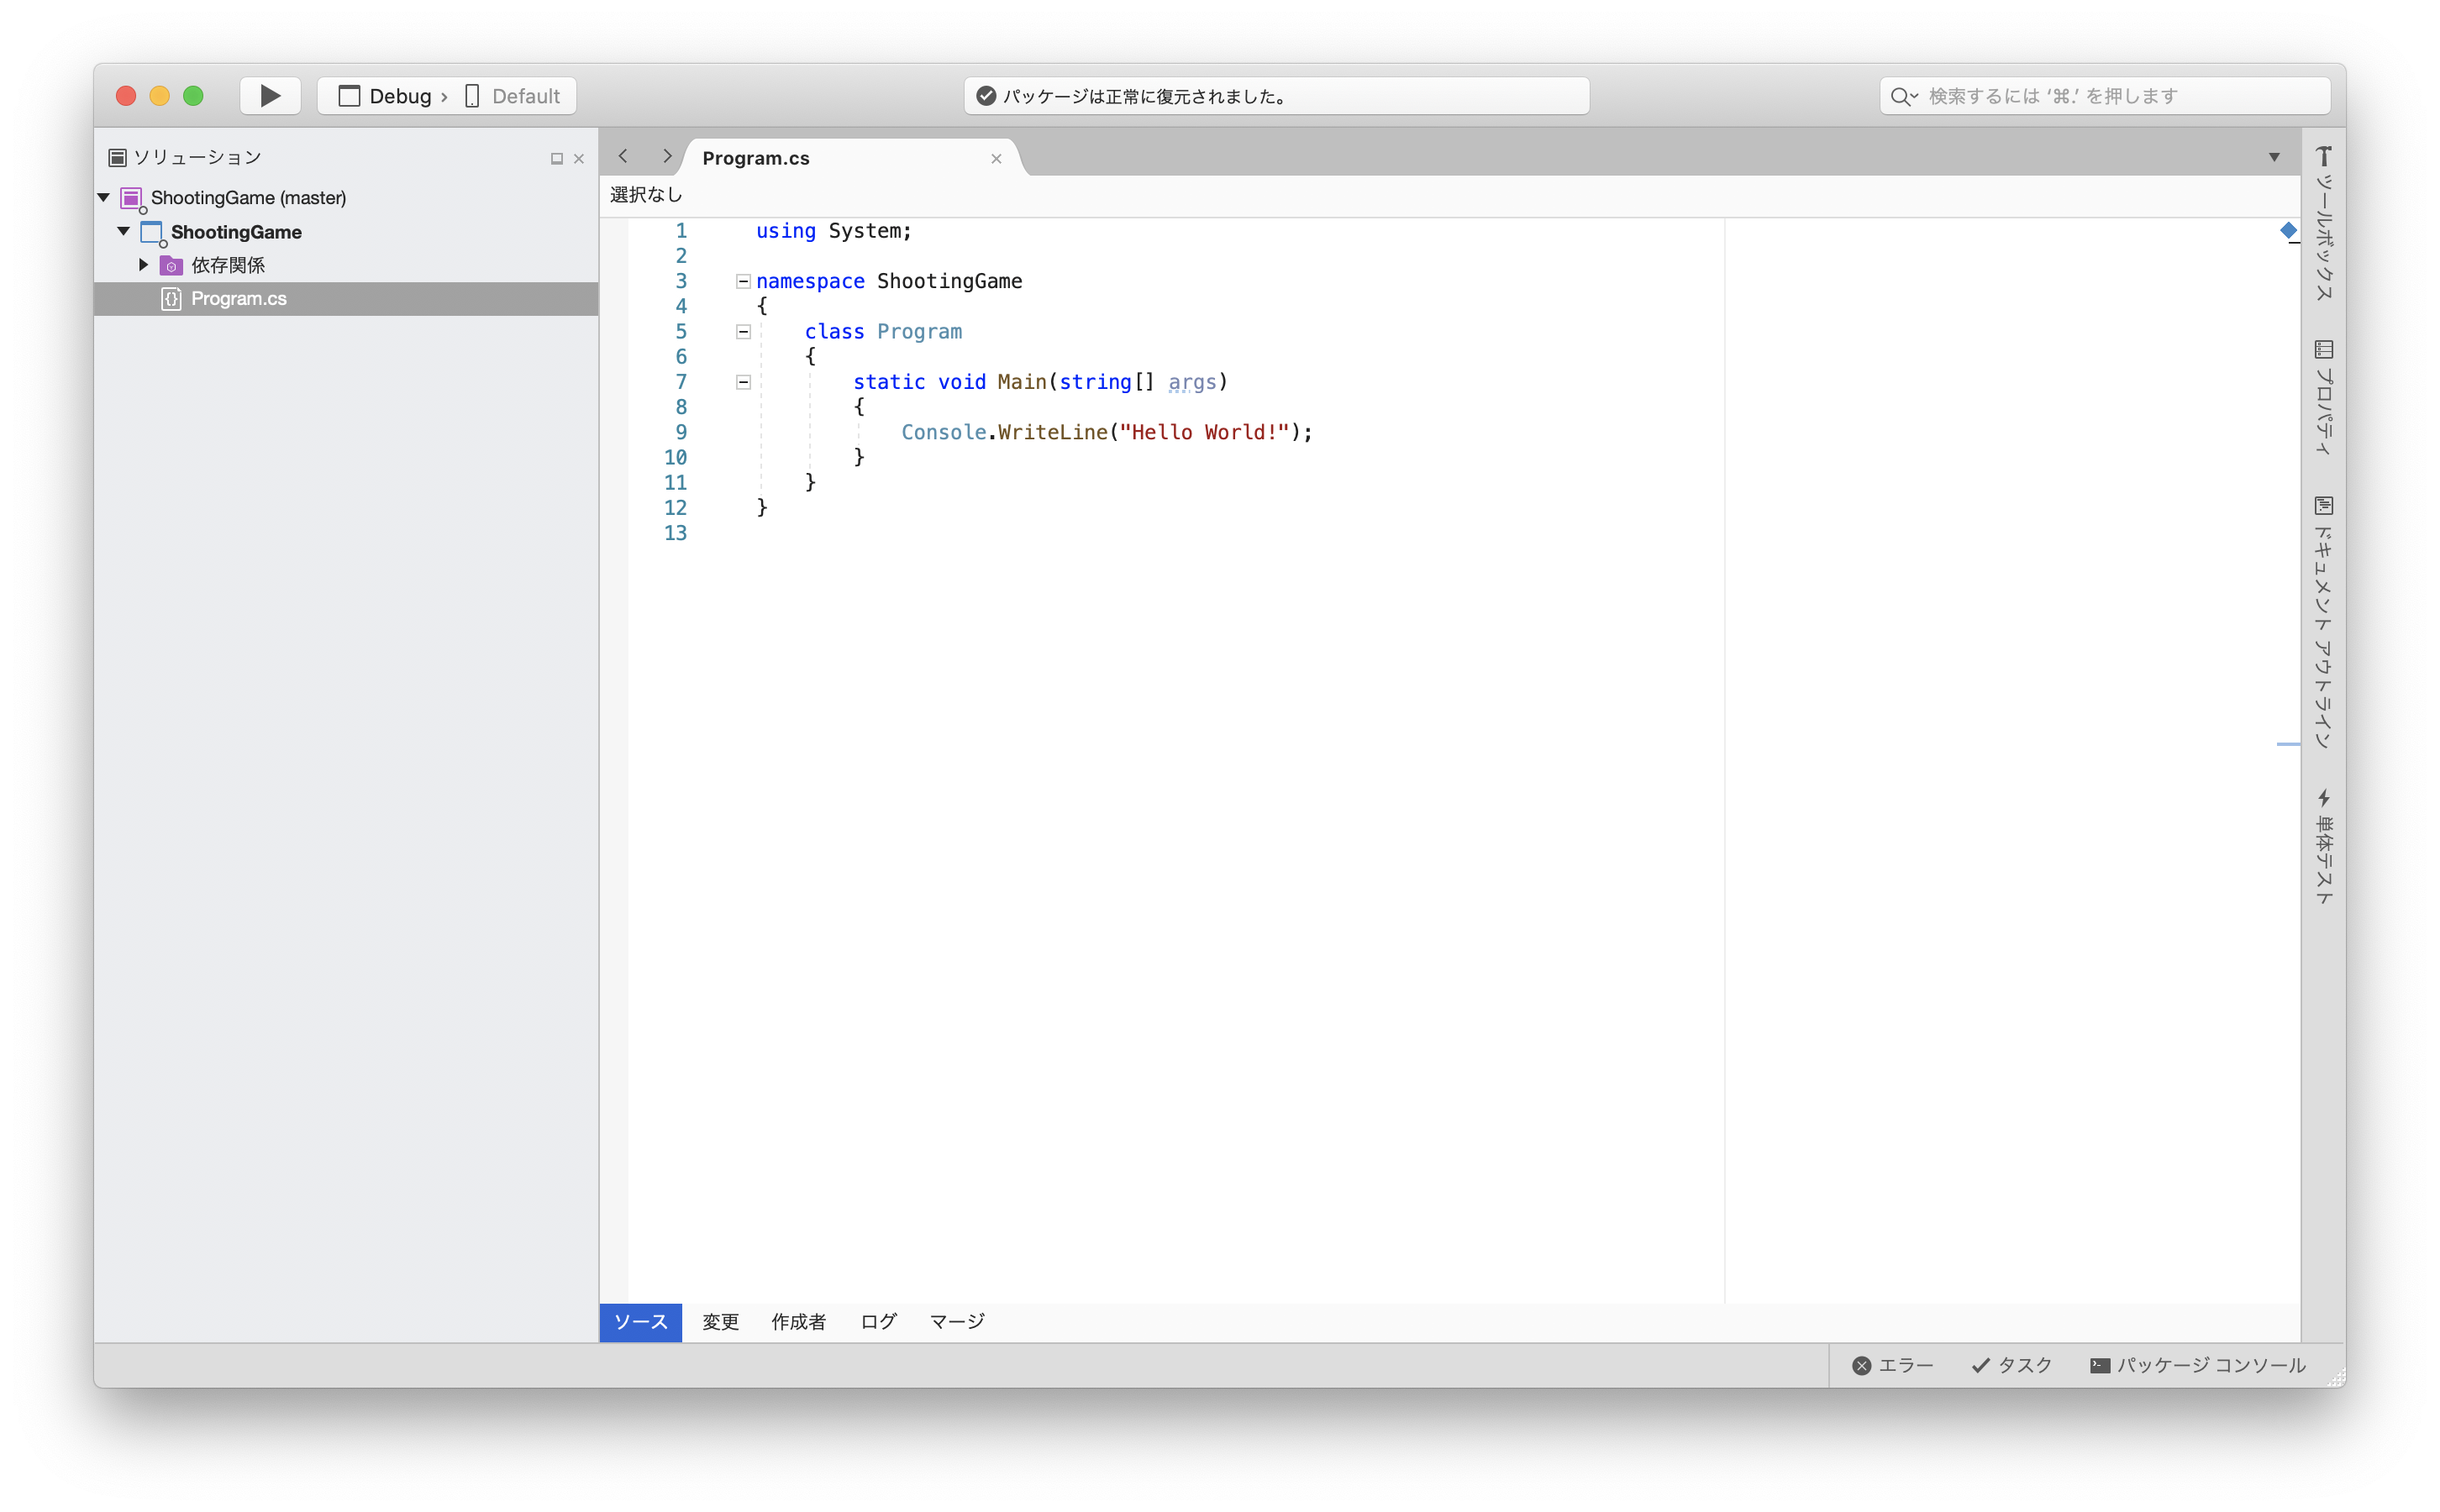 Debug › Default
パッケージは正常に復元されました。
検索するには ‘⌘.’ を押します
ソリューション
ShootingGame (master)
ShootingGame
依存関係
Program.cs
Program.cs
選択なし
1 using System;
2
3 namespace ShootingGame
4 {
5 class Program
6 {
7 static void Main(string[] args)
8 {
9 Console.WriteLine("Hello World!");
10 }
11 }
12 }
13
ツールボックス
プロパティ
ドキュメント アウトライン
単体テスト
ソース 変更 作成者 ログ マージ
エラー タスク パッケージ コンソール